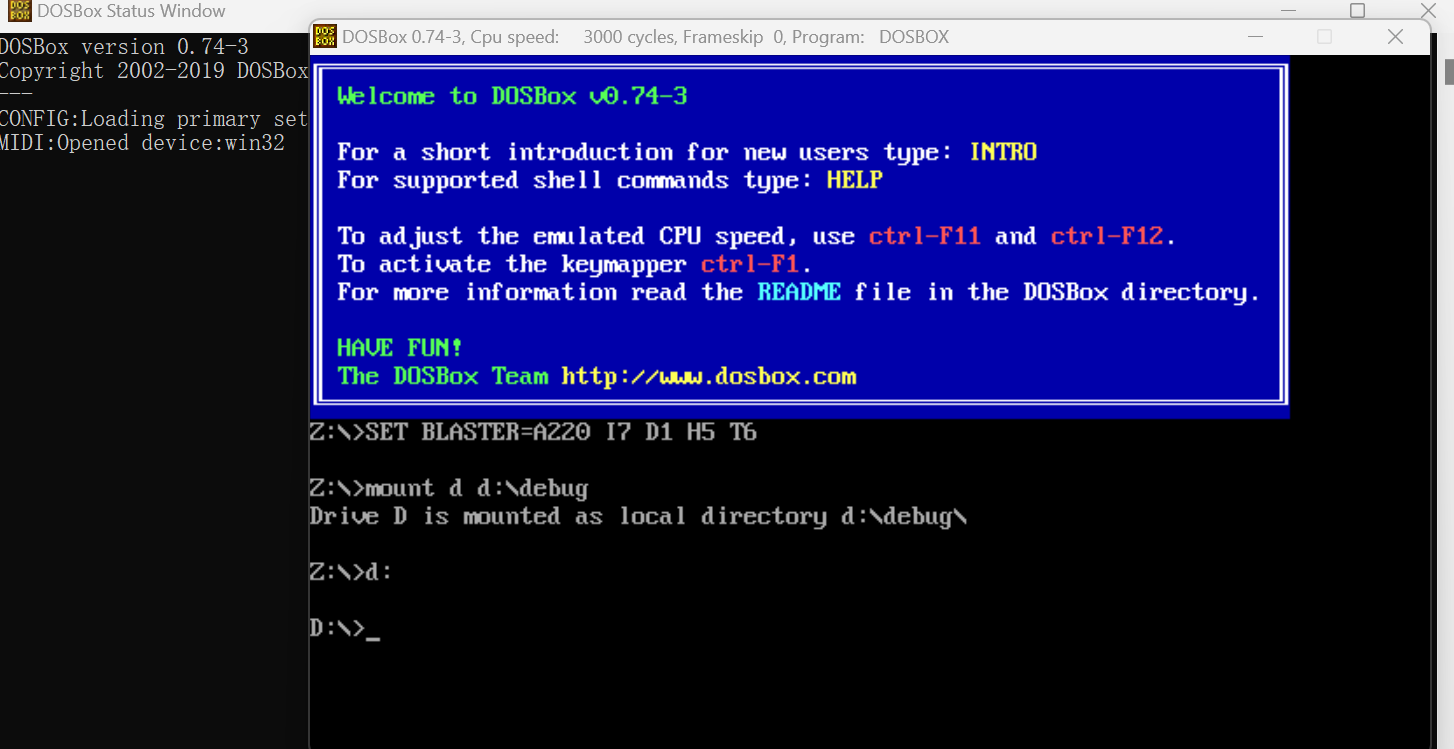 DOSBox Status Window
DOSBox version 0.74-3
Copyright 2002-2019 DOSBox
---
CONFIG:Loading primary set
MIDI:Opened device:win32
DOSBox 0.74-3, Cpu speed: 3000 cycles, Frameskip 0, Program: DOSBOX
Welcome to DOSBox v0.74-3
For a short introduction for new users type: INTRO
For supported shell commands type: HELP
To adjust the emulated CPU speed, use ctrl-F11 and ctrl-F12.
To activate the keymapper ctrl-F1.
For more information read the README file in the DOSBox directory.
HAVE FUN!
The DOSBox Team http://www.dosbox.com
Z:\>SET BLASTER=A220 I7 D1 H5 T6
Z:\>mount d d:\debug
Drive D is mounted as local directory d:\debug\
Z:\>d:
D:\>_